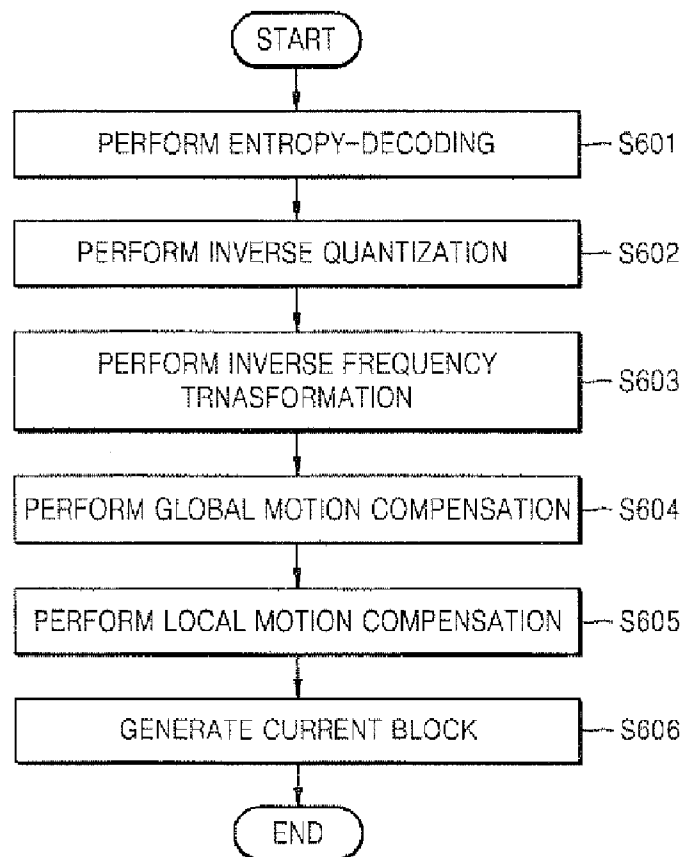 START
PERFORM ENTROPY-DECODING
S601
PERFORM INVERSE QUANTIZATION
S602
PERFORM INVERSE FREQUENCY
TRNASFORMATION
S603
PERFORM GLOBAL MOTION COMPENSATION
S604
PERFORM LOCAL MOTION COMPENSATION
S605
GENERATE CURRENT BLOCK
S606
END